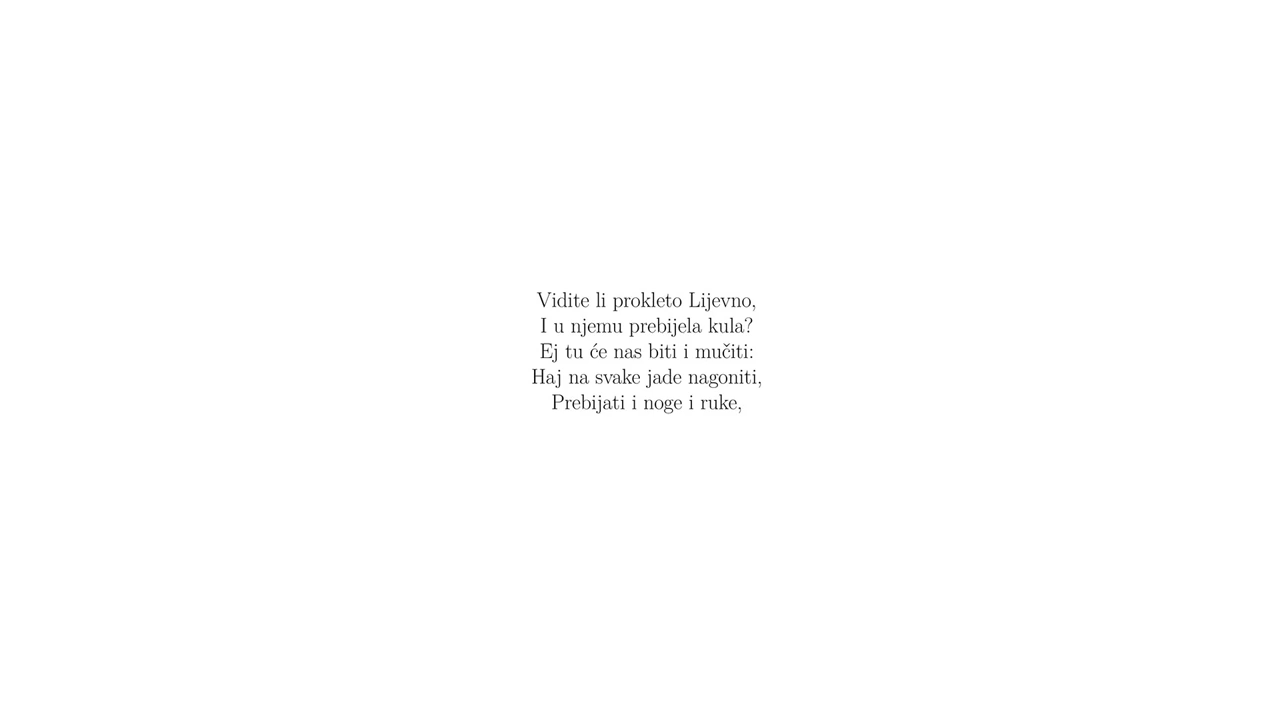 Vidite li prokleto Lijevno,
I u njemu prebijela kula?
Ej tu će nas biti i mučiti:
Haj na svake jade nagoniti,
Prebijati i noge i ruke,